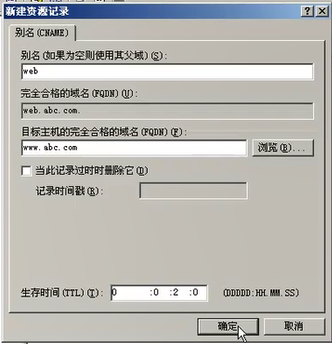 新建资源记录
别名(CNAME)
别名(如果为空则使用其父域)(S):
web
完全合格的域名(FQDN)(U):
web.abc.com.
目标主机的完全合格的域名(FQDN)(F):
www.abc.com
浏览(B)...
当此记录过时时删除它(D)
记录时间戳(R):
生存时间(TTL)(T): 0 :0 :2 :0 (DDDDD:HH.MM.SS)
确定 取消